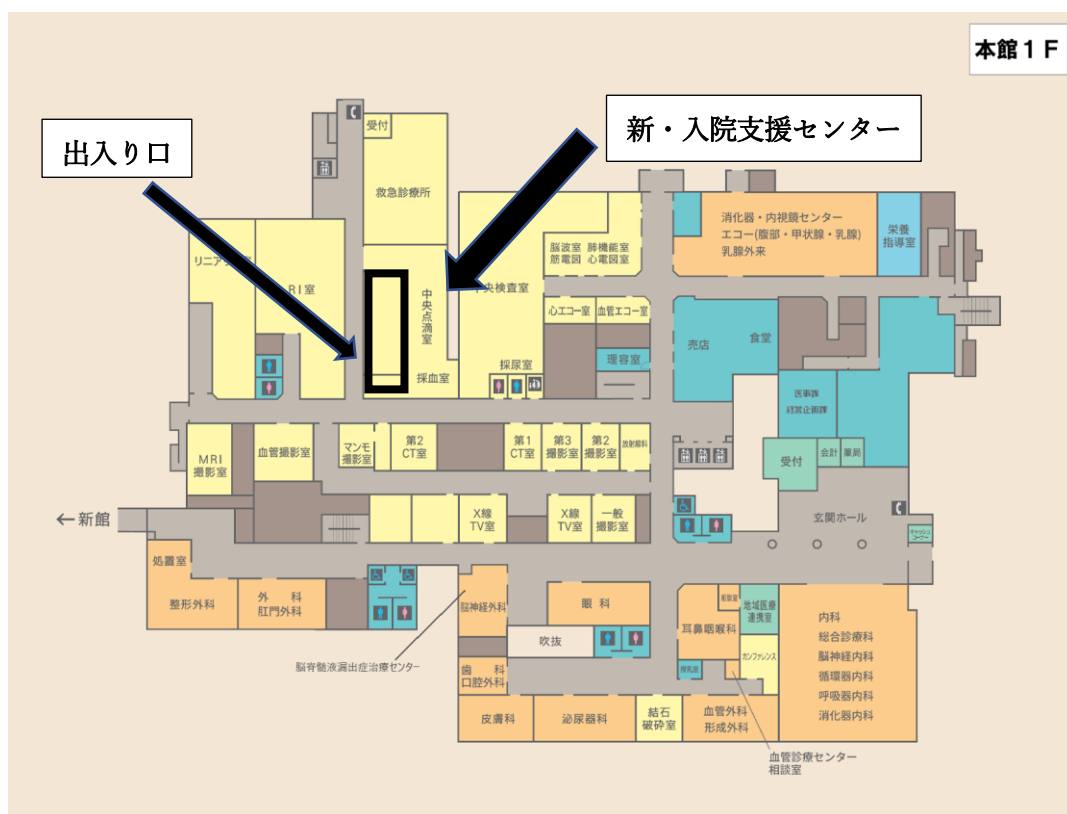 本館1F
新・入院支援センター
出入り口
受付
救急診療所
消化器・内視鏡センター
エコー(腹部・甲状腺・乳腺)
乳腺外来
栄養
指導室
脳波室 肺機能室
筋電図 心電図室
リニア
RI室
中央点滴室
中央検査室
心エコー室
血管エコー室
売店
食堂
理容室
採尿室
採血室
医事課
経営企画課
MRI
撮影室
血管撮影室
マンモ
撮影室
第2
CT室
第1
CT室
第3
撮影室
第2
撮影室
放射線科
受付
会計
薬局
X線
TV室
X線
TV室
一般
撮影室
←新館
玄関ホール
キャッシュ
コーナー
処置室
整形外科
外 科
肛門外科
脳神経外科
眼 科
相談室
地域医療
連携室
耳鼻咽喉科
内科
総合診療科
脳神経内科
循環器内科
呼吸器内科
消化器内科
吹抜
カンファレンス
授乳室
脳脊髄液漏出症治療センター
歯 科
口腔外科
皮膚科
泌尿器科
結石
破砕室
血管外科
形成外科
血管診療センター
相談室